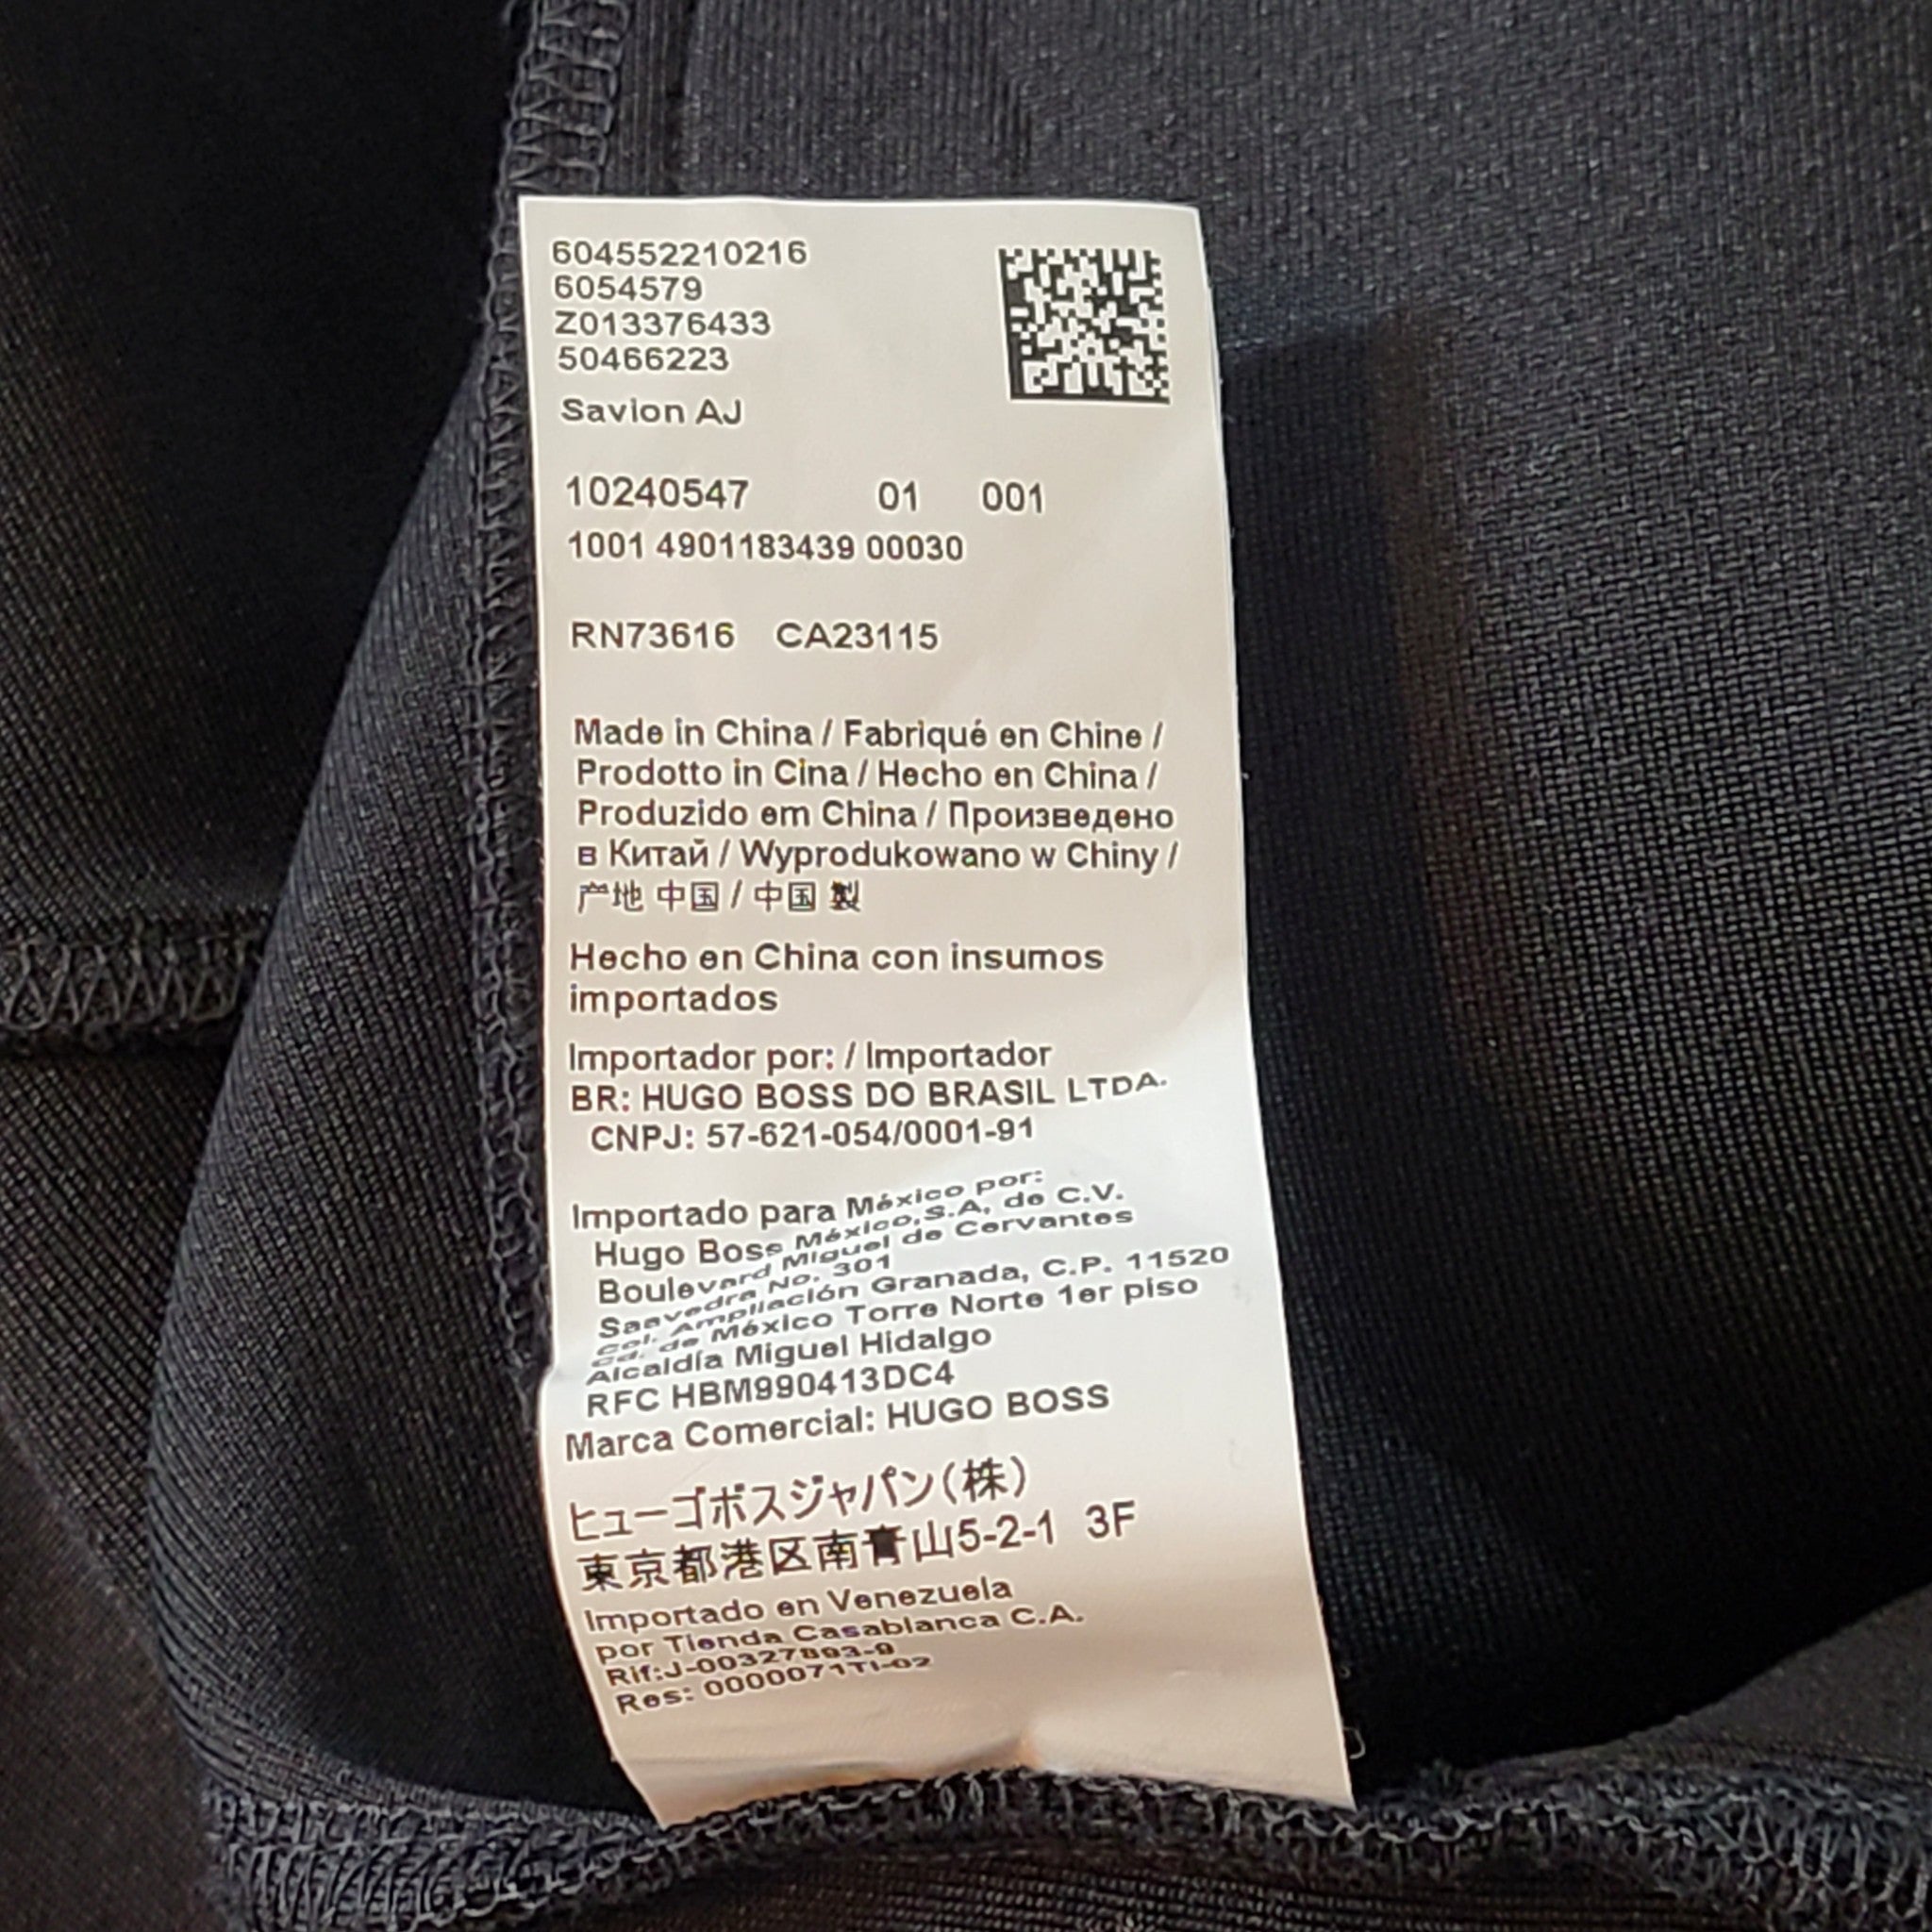 604552210216
6054579
Z013376433
50466223
Savion AJ
10240547 01 001
1001 4901183439 00030
RN73616 CA23115
Made in China / Fabriqué en Chine /
Prodotto in Cina / Hecho en China /
Produzido em China / Произведено
в Китай / Wyprodukowano w Chiny /
产地 中国 / 中国 製
Hecho en China con insumos
importados
Importador por: / Importador
BR: HUGO BOSS DO BRASIL LTDA.
CNPJ: 57-621-054/0001-91
Importado para México por:
Hugo Boss México,S.A, de C.V.
Boulevard Miguel de Cervantes
Saavedra No. 301
Col. Ampliación Granada, C.P. 11520
Cd. de México Torre Norte 1er piso
Alcaldía Miguel Hidalgo
RFC HBM990413DC4
Marca Comercial: HUGO BOSS
ヒューゴボスジャパン(株)
東京都港区南青山5-2-1 3F
Importado en Venezuela
por Tienda Casablanca C.A.
Rif:J-00327893-9
Res: 0000071TI-02